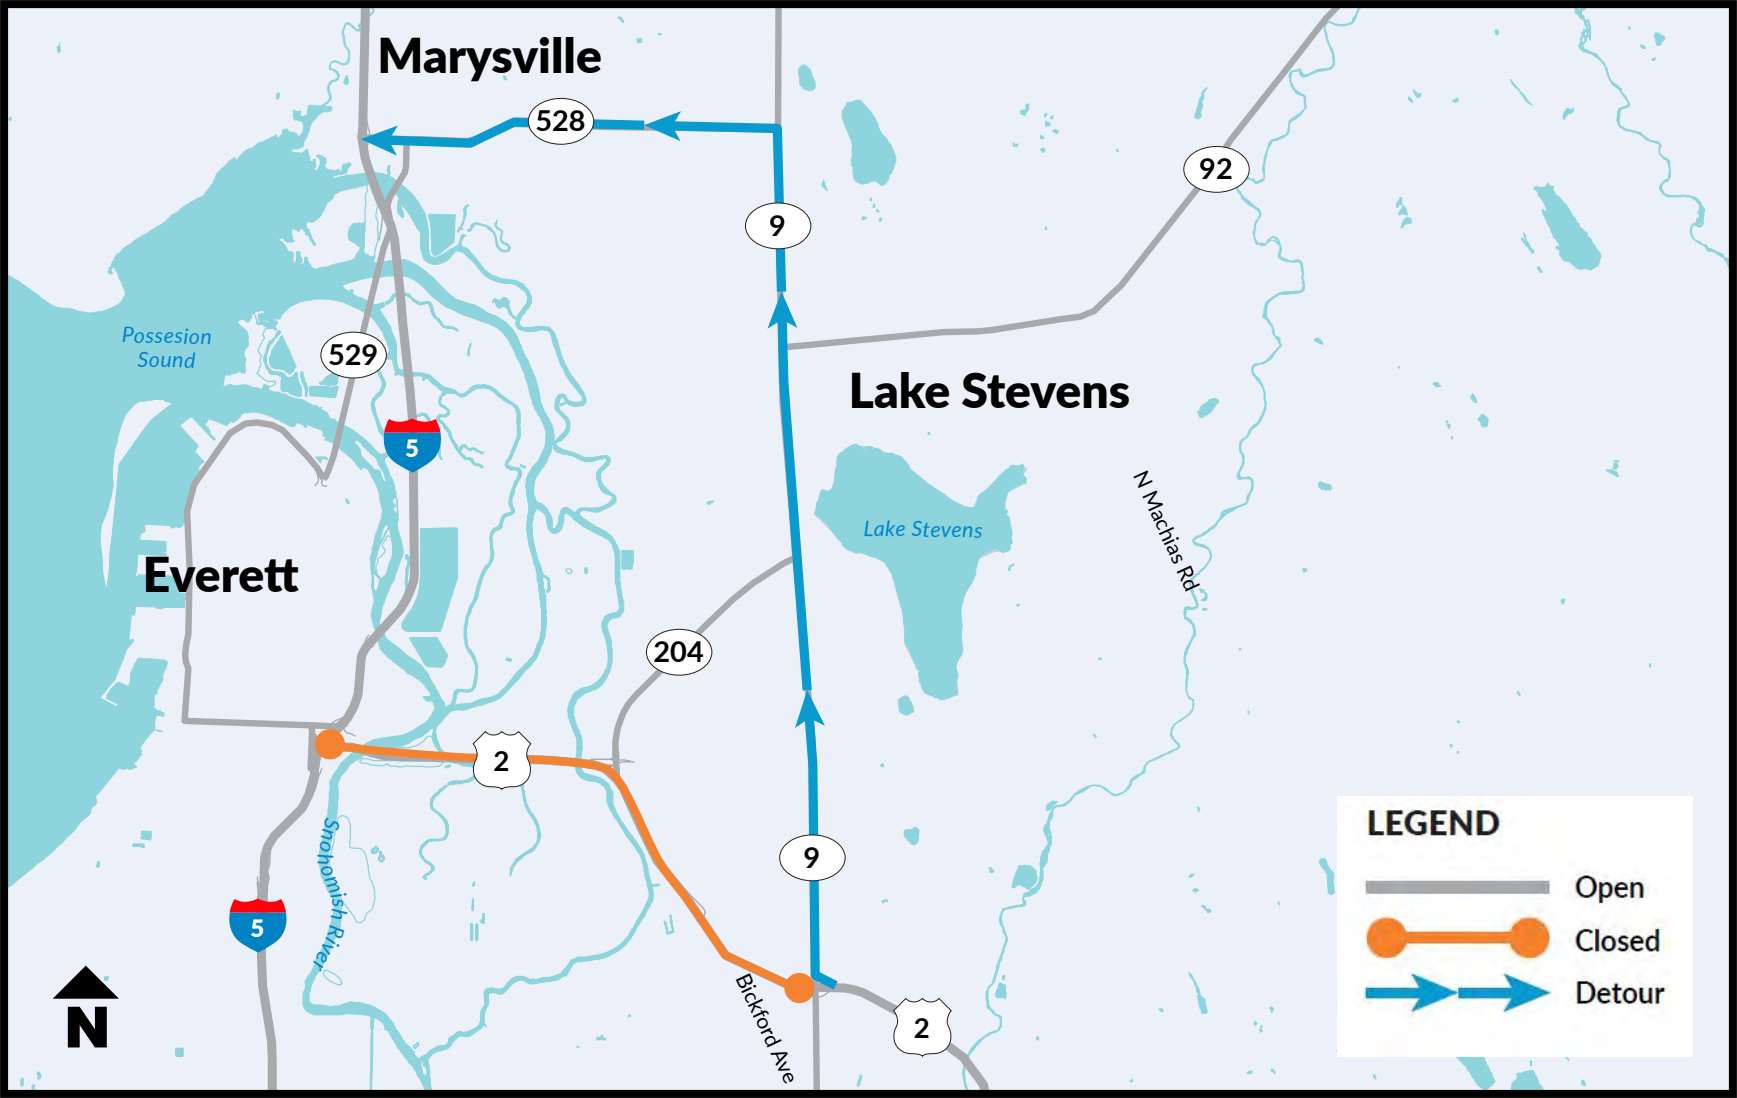 Marysville
528
92
9
Possesion
Sound
529
Lake Stevens
5
N Machias Rd
Lake Stevens
Everett
204
2
Snohomish River
9
5
LEGEND
Open
Closed
Detour
Bickford Ave
2
N